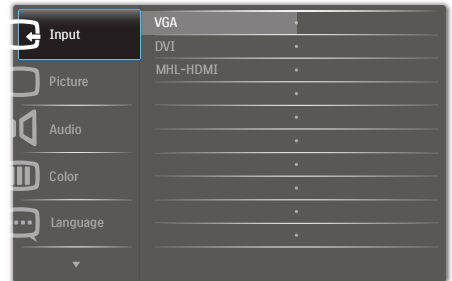 Input
VGA
DVI
MHL-HDMI
Picture
Audio
Color
Language